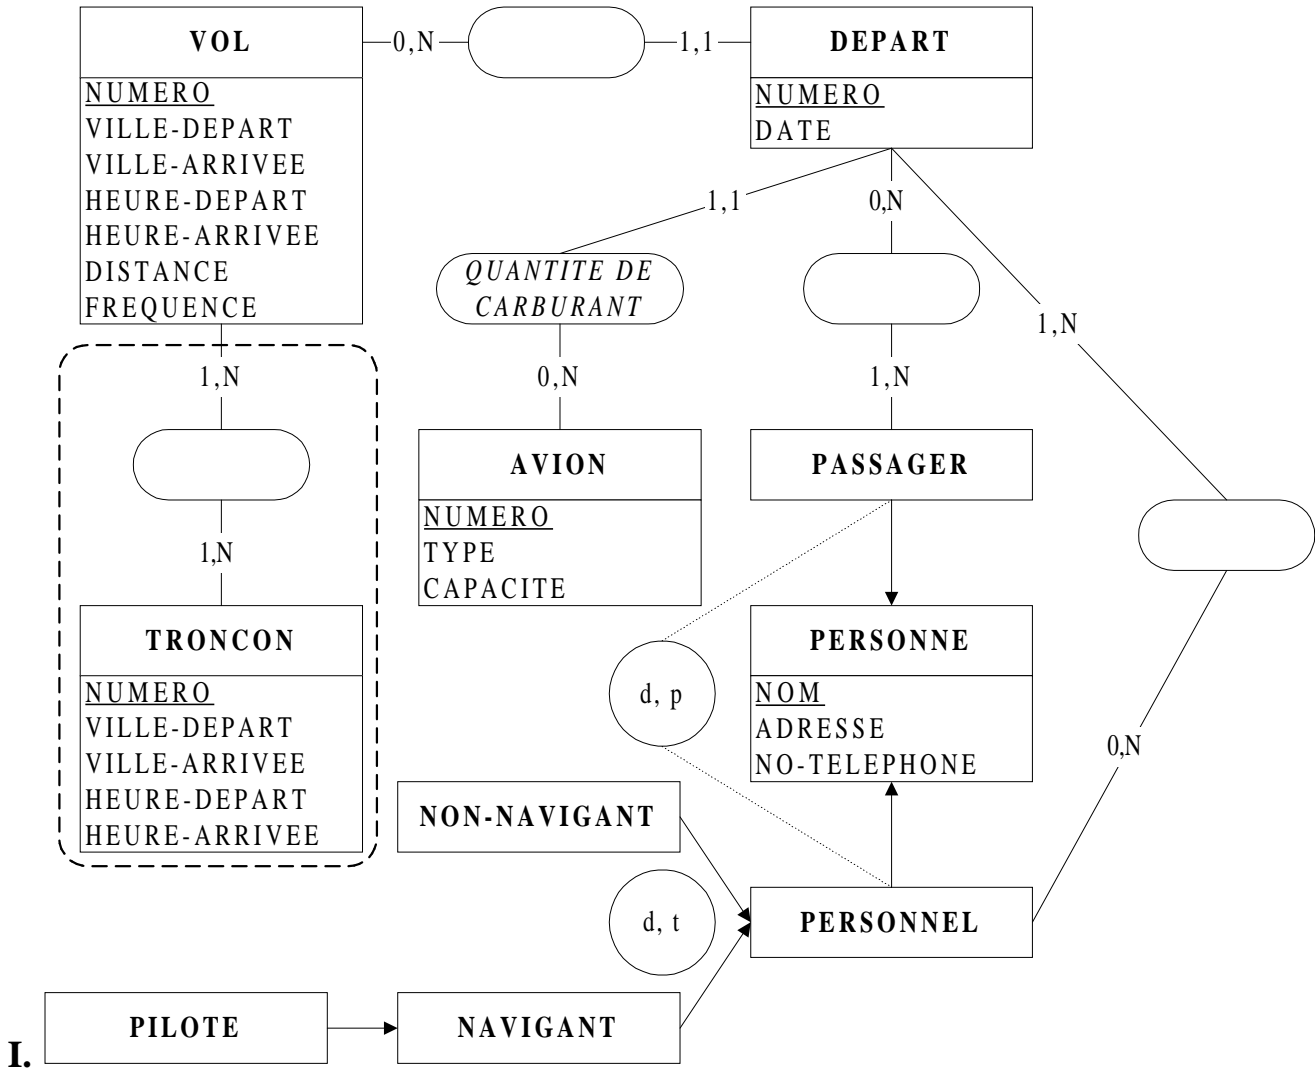 VOL
0,N
1,1
DEPART
NUMERO
VILLE-DEPART
VILLE-ARRIVEE
HEURE-DEPART
HEURE-ARRIVEE
DISTANCE
FREQUENCE
NUMERO
DATE
1,1
0,N
1,N
QUANTITE DE
CARBURANT
1,N
0,N
1,N
AVION
NUMERO
TYPE
CAPACITE
PASSAGER
1,N
TRONCON
NUMERO
VILLE-DEPART
VILLE-ARRIVEE
HEURE-DEPART
HEURE-ARRIVEE
d, p
PERSONNE
NOM
ADRESSE
NO-TELEPHONE
0,N
NON-NAVIGANT
d, t
PERSONNEL
PILOTE
NAVIGANT
I.